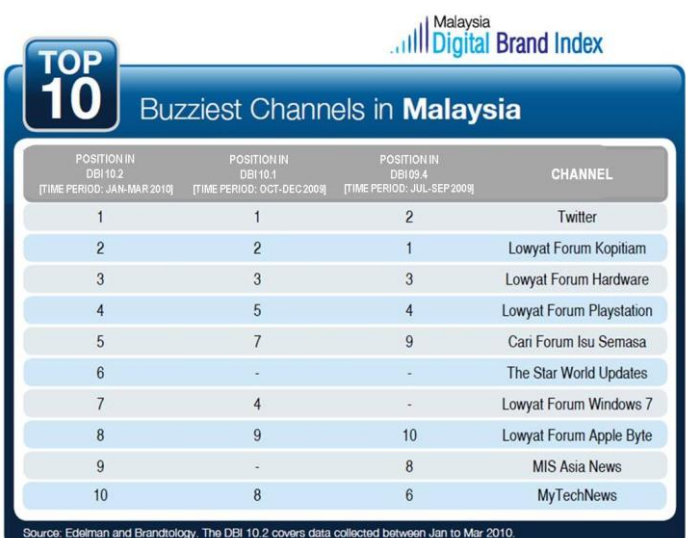 Malaysia
Digital Brand Index
TOP
10
Buzziest Channels in Malaysia
POSITION IN DBI 10.2 [TIME PERIOD: JAN-MAR 2010] POSITION IN DBI 10.1 [TIME PERIOD: OCT-DEC 2009] POSITION IN DBI 09.4 [TIME PERIOD: JUL-SEP 2009] CHANNEL
1 1 2 Twitter
2 2 1 Lowyat Forum Kopitiam
3 3 3 Lowyat Forum Hardware
4 5 4 Lowyat Forum Playstation
5 7 9 Cari Forum Isu Semasa
6 - - The Star World Updates
7 4 - Lowyat Forum Windows 7
8 9 10 Lowyat Forum Apple Byte
9 - 8 MIS Asia News
10 8 6 MyTechNews
Source: Edelman and Brandtology. The DBI 10.2 covers data collected between Jan to Mar 2010.